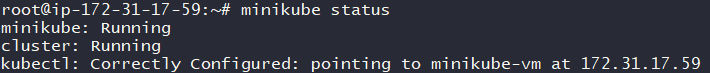 root@ip-172-31-17-59:~# minikube status
minikube: Running
cluster: Running
kubectl: Correctly Configured: pointing to minikube-vm at 172.31.17.59